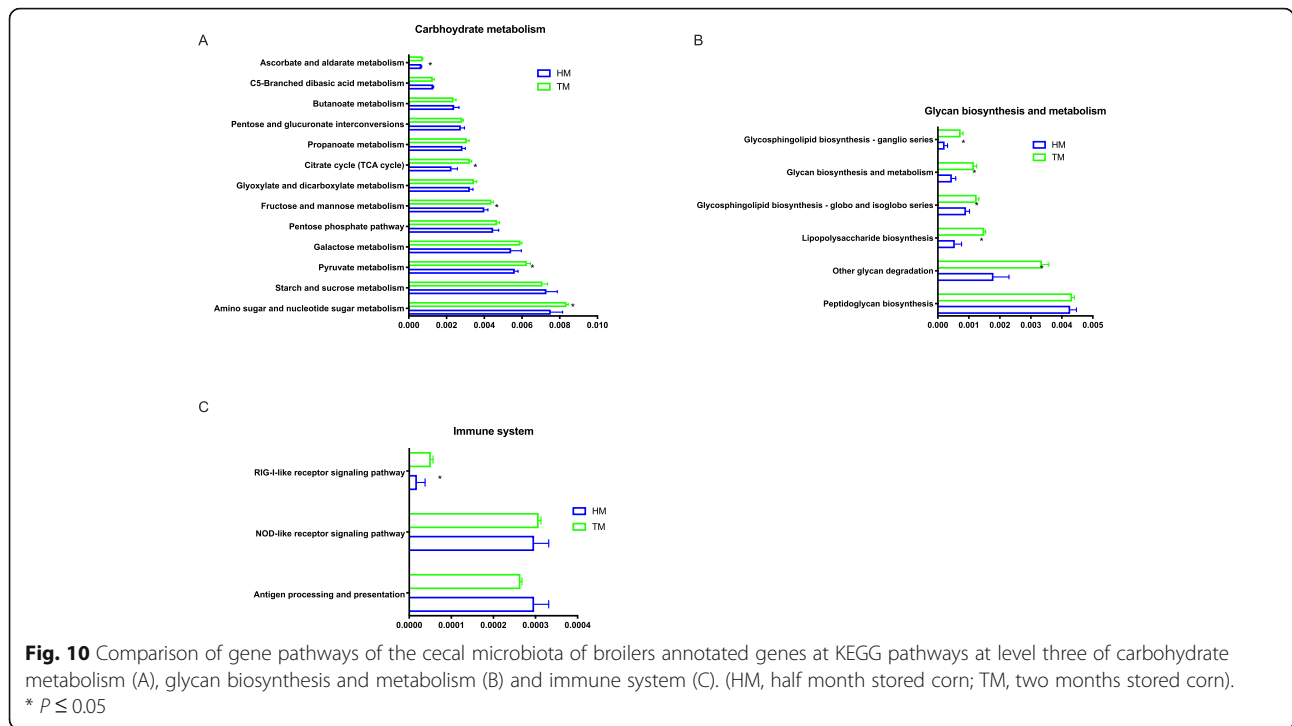 A
Carbhoydrate metabolism
Ascorbate and aldarate metabolism
*
C5-Branched dibasic acid metabolism
Butanoate metabolism
Pentose and glucuronate interconversions
Propanoate metabolism
Citrate cycle (TCA cycle)
*
Glyoxylate and dicarboxylate metabolism
Fructose and mannose metabolism
*
Pentose phosphate pathway
Galactose metabolism
Pyruvate metabolism
*
Starch and sucrose metabolism
Amino sugar and nucleotide sugar metabolism
*
HM
TM
0.000 0.002 0.004 0.006 0.008 0.010
B
Glycan biosynthesis and metabolism
Glycosphingolipid biosynthesis - ganglio series
*
Glycan biosynthesis and metabolism
*
Glycosphingolipid biosynthesis - globo and isoglobo series
*
Lipopolysaccharide biosynthesis
*
Other glycan degradation
*
Peptidoglycan biosynthesis
HM
TM
0.000 0.001 0.002 0.003 0.004 0.005
C
Immune system
RIG-I-like receptor signaling pathway
*
NOD-like receptor signaling pathway
Antigen processing and presentation
HM
TM
0.0000 0.0001 0.0002 0.0003 0.0004
Fig. 10 Comparison of gene pathways of the cecal microbiota of broilers annotated genes at KEGG pathways at level three of carbohydrate
metabolism (A), glycan biosynthesis and metabolism (B) and immune system (C). (HM, half month stored corn; TM, two months stored corn).
* P ≤ 0.05